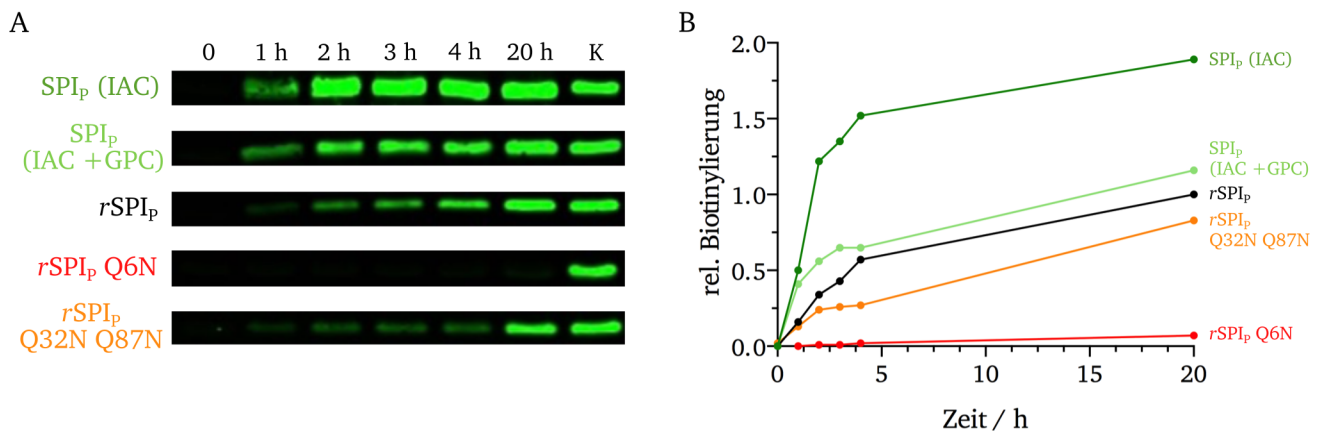 A
0 1 h 2 h 3 h 4 h 20 h K
SPIP (IAC)
SPIP
(IAC +GPC)
rSPIP
rSPIP Q6N
rSPIP
Q32N Q87N
B
rel. Biotinylierung
2.0
1.5
1.0
0.5
0.0
0 5 10 15 20
Zeit / h
SPIP (IAC)
SPIP
(IAC +GPC)
rSPIP
rSPIP
Q32N Q87N
rSPIP Q6N